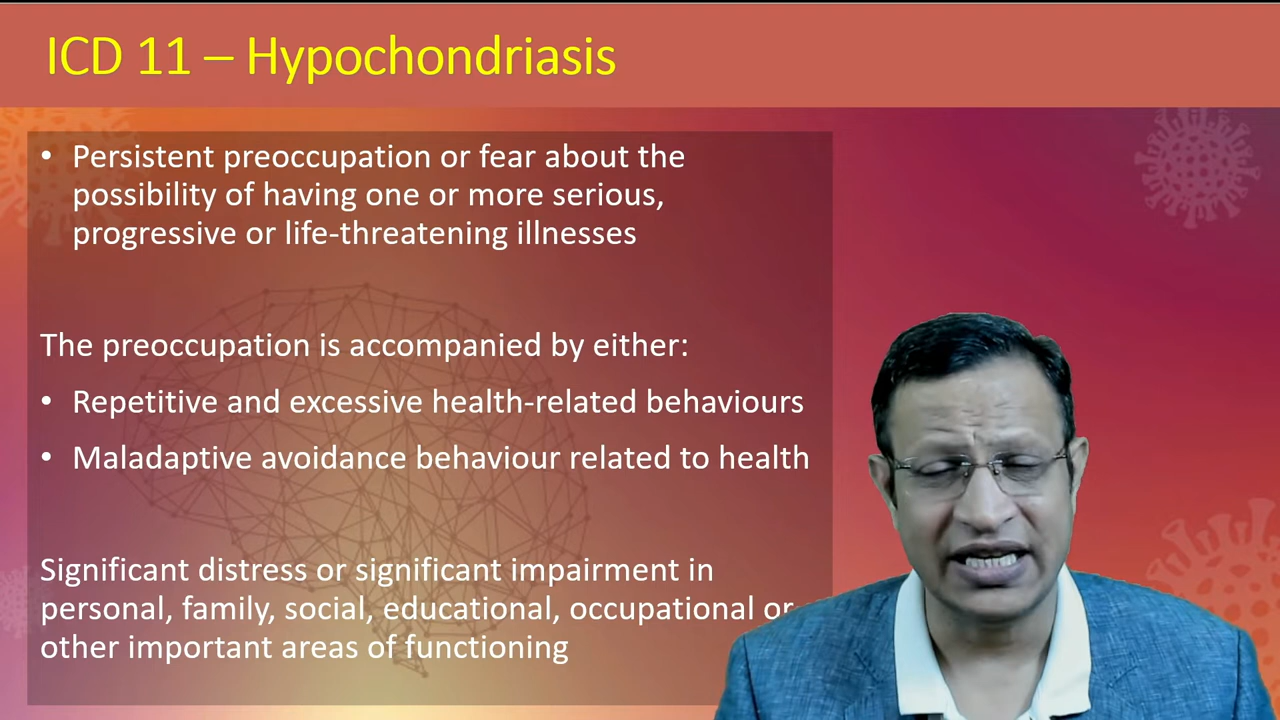 ICD 11 – Hypochondriasis
• Persistent preoccupation or fear about the
possibility of having one or more serious,
progressive or life-threatening illnesses
The preoccupation is accompanied by either:
• Repetitive and excessive health-related behaviours
• Maladaptive avoidance behaviour related to health
Significant distress or significant impairment in
personal, family, social, educational, occupational or
other important areas of functioning